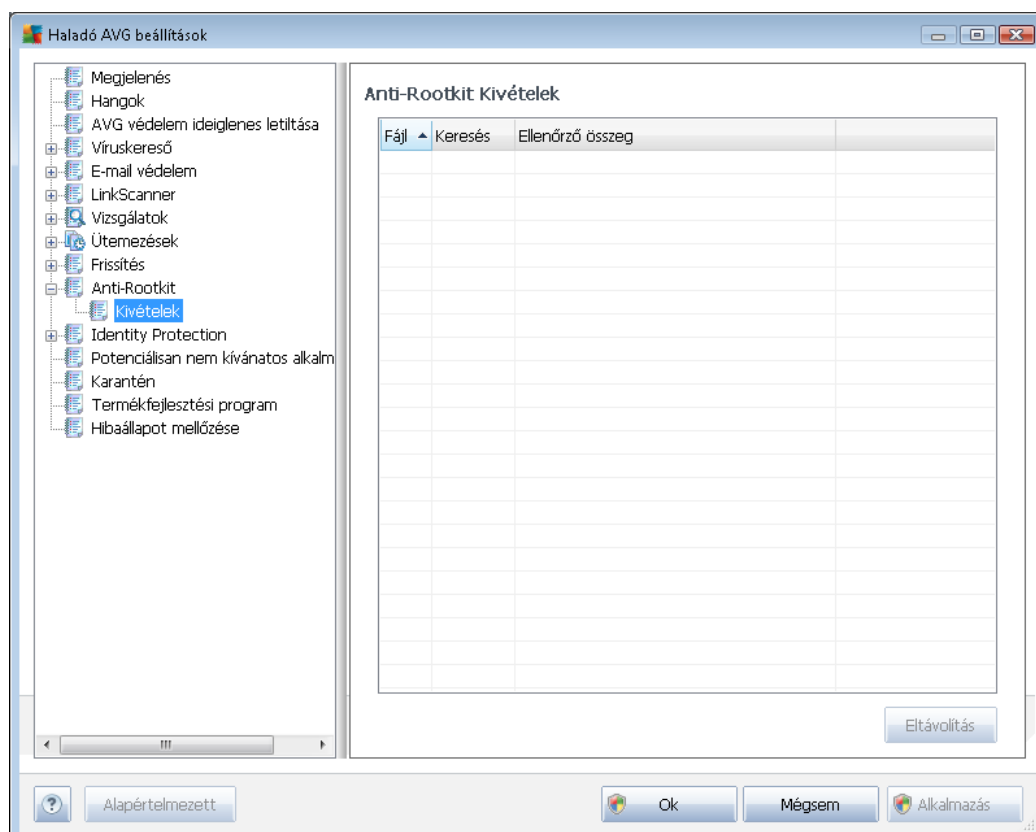 Haladó AVG beállítások
Megjelenés
Hangok
AVG védelem ideiglenes letiltása
Víruskereső
E-mail védelem
LinkScanner
Vizsgálatok
Ütemezések
Frissítés
Anti-Rootkit
Kivételek
Identity Protection
Potenciálisan nem kívánatos alkalm
Karantén
Termékfejlesztési program
Hibaállapot mellőzése
Anti-Rootkit Kivételek
Fájl Keresés Ellenőrző összeg
Eltávolítás
? Alapértelmezett Ok Mégsem Alkalmazás